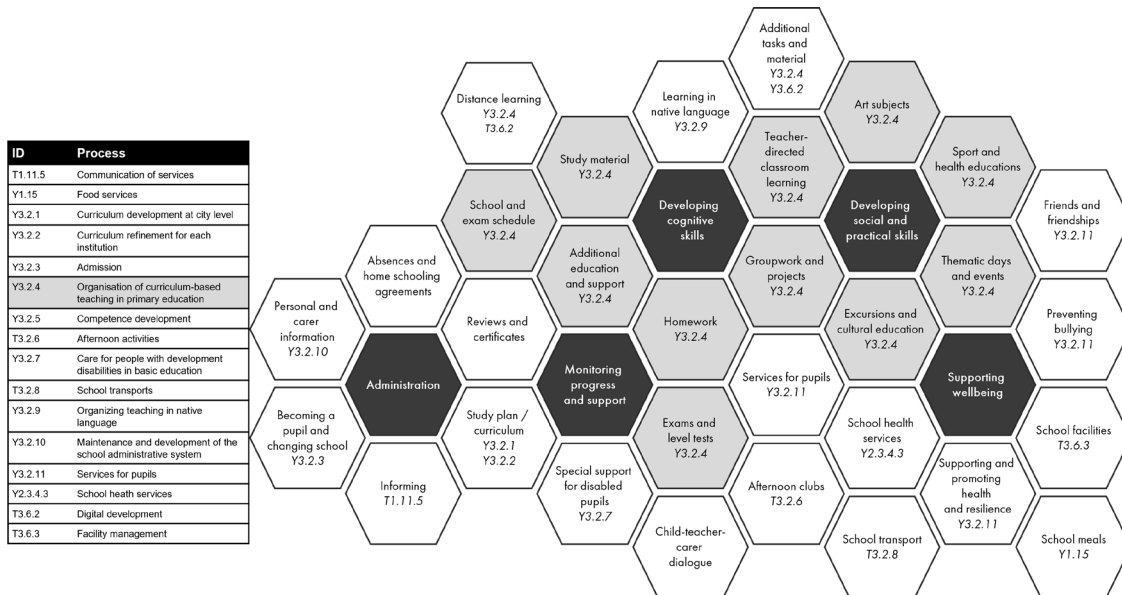 ID Process
T1.11.5 Communication of services
Y1.15 Food services
Y3.2.1 Curriculum development at city level
Y3.2.2 Curriculum refinement for each
institution
Y3.2.3 Admission
Y3.2.4 Organisation of curriculum-based
teaching in primary education
Y3.2.5 Competence development
T3.2.6 Afternoon activities
Y3.2.7 Care for people with development
disabilities in basic education
T3.2.8 School transports
Y3.2.9 Organizing teaching in native
language
Y3.2.10 Maintenance and development of the
school administrative system
Y3.2.11 Services for pupils
Y2.3.4.3 School heath services
T3.6.2 Digital development
T3.6.3 Facility management
Personal and
carer
information
Y3.2.10
Becoming a
pupil and
changing school
Y3.2.3
Absences and
home schooling
agreements
Administration
Informing
T1.11.5
Distance learning
Y3.2.4
T3.6.2
School and
exam schedule
Y3.2.4
Reviews and
certificates
Study plan /
curriculum
Y3.2.1
Y3.2.2
Study material
Y3.2.4
Additional
education
and support
Y3.2.4
Monitoring
progress
and support
Special support
for disabled
pupils
Y3.2.7
Learning in
native language
Y3.2.9
Developing
cognitive
skills
Homework
Y3.2.4
Exams and
level tests
Y3.2.4
Child-teacher-
carer
dialogue
Additional
tasks and
material
Y3.2.4
Y3.6.2
Teacher-
directed
classroom
learning
Y3.2.4
Groupwork and
projects
Y3.2.4
Services for pupils
Y3.2.11
Afternoon clubs
T3.2.6
Art subjects
Y3.2.4
Developing
social and
practical skills
Excursions and
cultural education
Y3.2.4
School health
services
Y2.3.4.3
School transport
T3.2.8
Sport and
health educations
Y3.2.4
Thematic days
and events
Y3.2.4
Supporting
wellbeing
Supporting and
promoting
health
and resilience
Y3.2.11
Friends and
friendships
Y3.2.11
Preventing
bullying
Y3.2.11
School facilities
T3.6.3
School meals
Y1.15